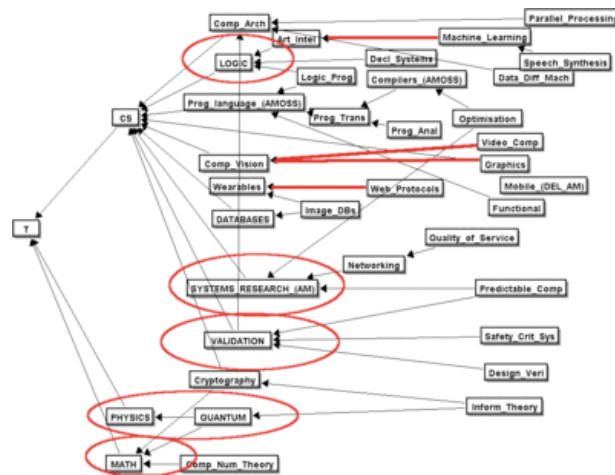 Comp_Arch
Parallel_Processing
Art_Intel
Machine_Learning
LOGIC
Decl_Systems
Speech_Synthesis
Data_Diff_Mach
Logic_Prog
Compilers_(AMOSS)
Prog_language_(AMOSS)
CS
Prog_Trans
Optimisation
Prog_Anal
Video_Comp
Comp_Vision
Graphics
Wearables
Web_Protocols
Mobile_(DEL_AM)
Image_DBs
Functional
DATABASES
T
Quality_of_Service
Networking
SYSTEMS_RESEARCH_(AM)
Predictable_Comp
VALIDATION
Safety_Crit_Sys
Design_Veri
Cryptography
PHYSICS
QUANTUM
Inform_Theory
MATH
Comp_Num_Theory